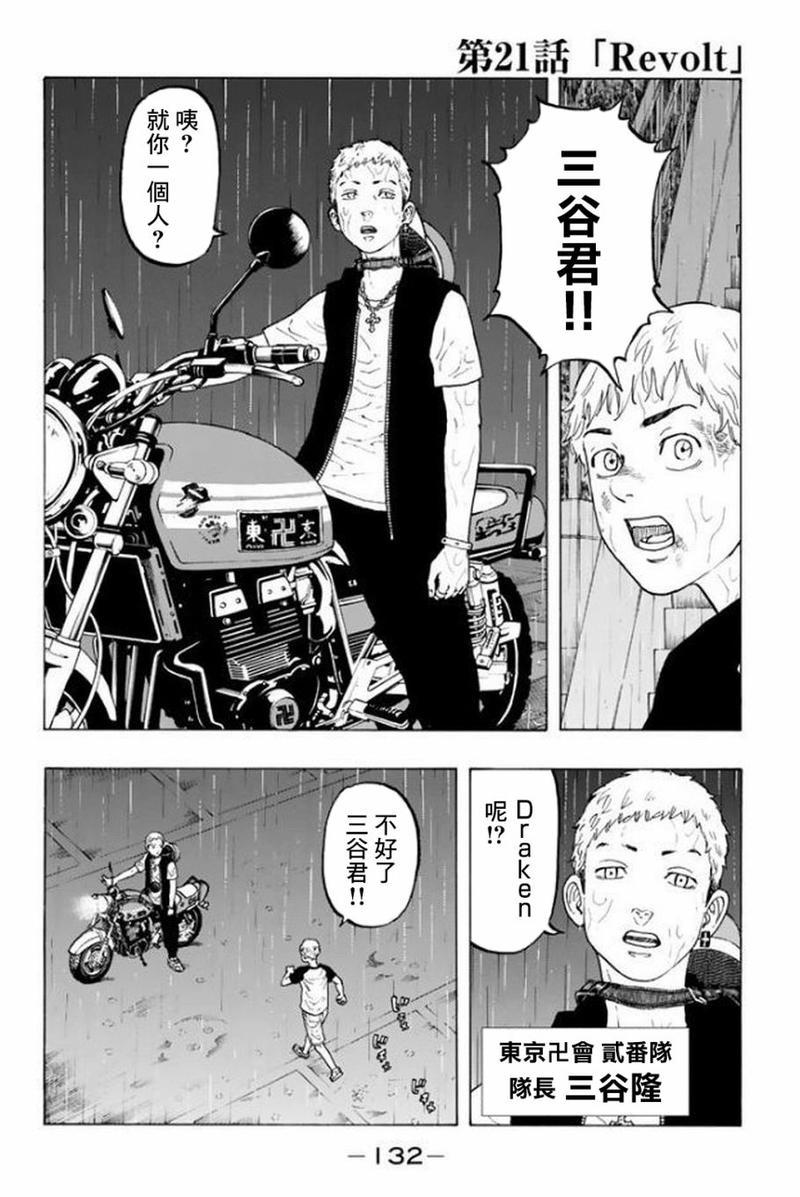 第21話「Revolt」
三谷君!!
咦?
就你一個人?
東卍
卍
Draken
呢!?
東京卍會 貳番隊
隊長 三谷隆
不好了
三谷君!!
－132－